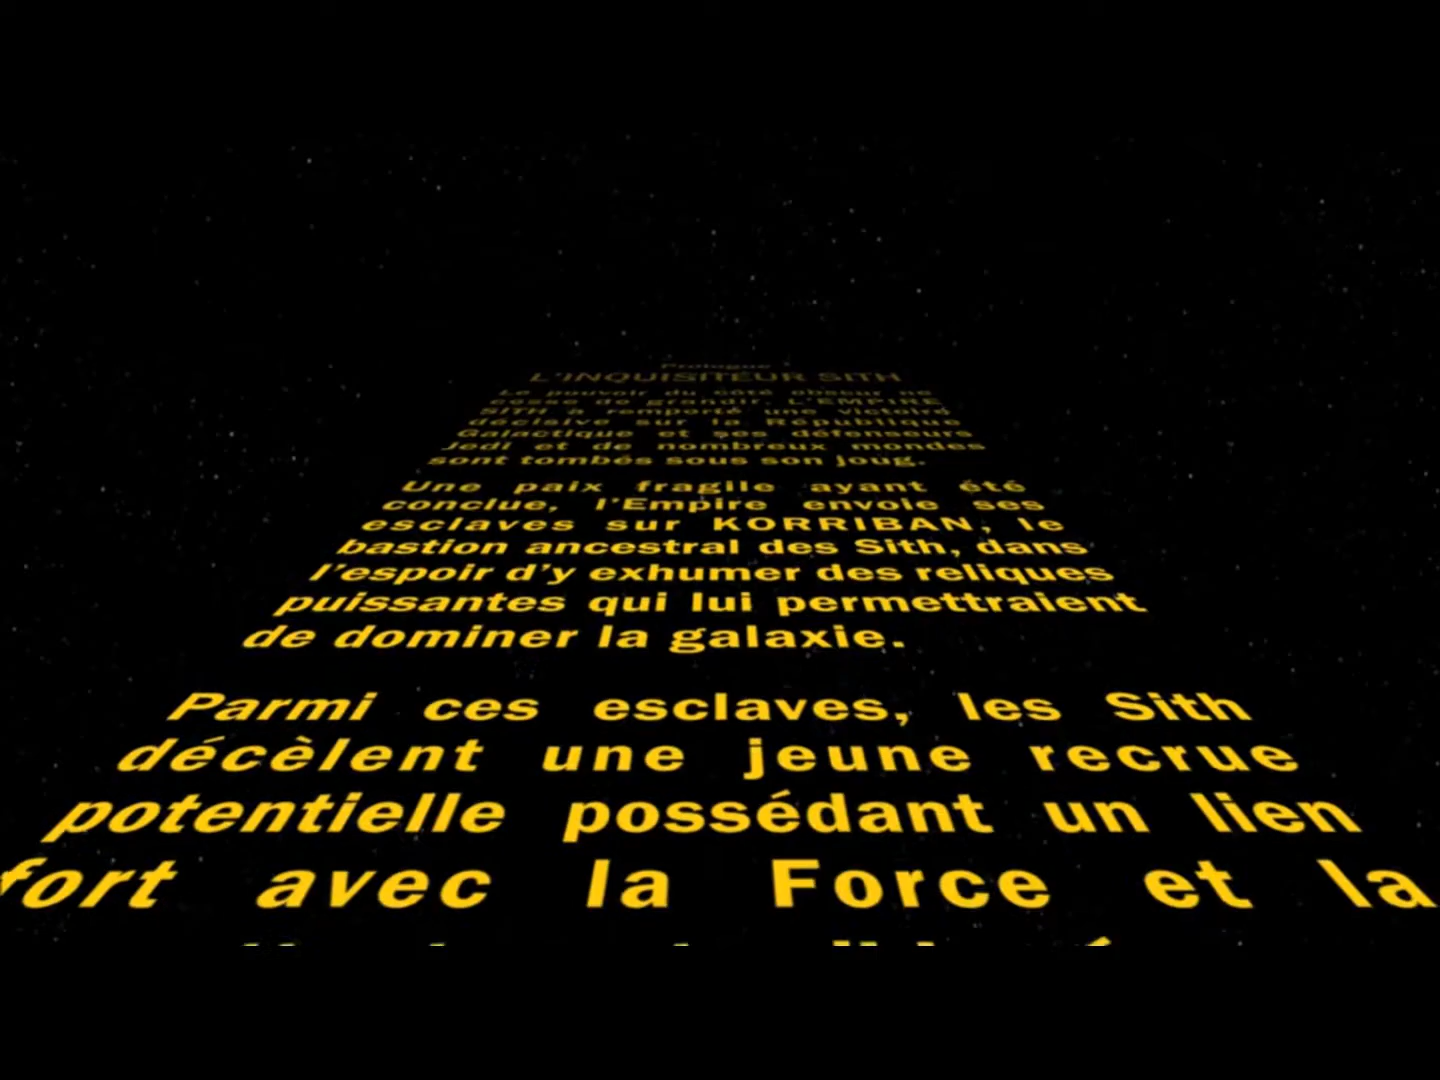 Prologue
L'INQUISITEUR SITH
Le pouvoir du côté obscur ne
cesse de grandir. L'EMPIRE
SITH a remporté une victoire
décisive sur la République
Galactique et ses défenseurs
Jedi et de nombreux mondes
sont tombés sous son joug.
Une paix fragile ayant été
conclue, l'Empire envoie ses
esclaves sur KORRIBAN, le
bastion ancestral des Sith, dans
l'espoir d'y exhumer des reliques
puissantes qui lui permettraient
de dominer la galaxie.
Parmi ces esclaves, les Sith
décèlent une jeune recrue
potentielle possédant un lien
fort avec la Force et la